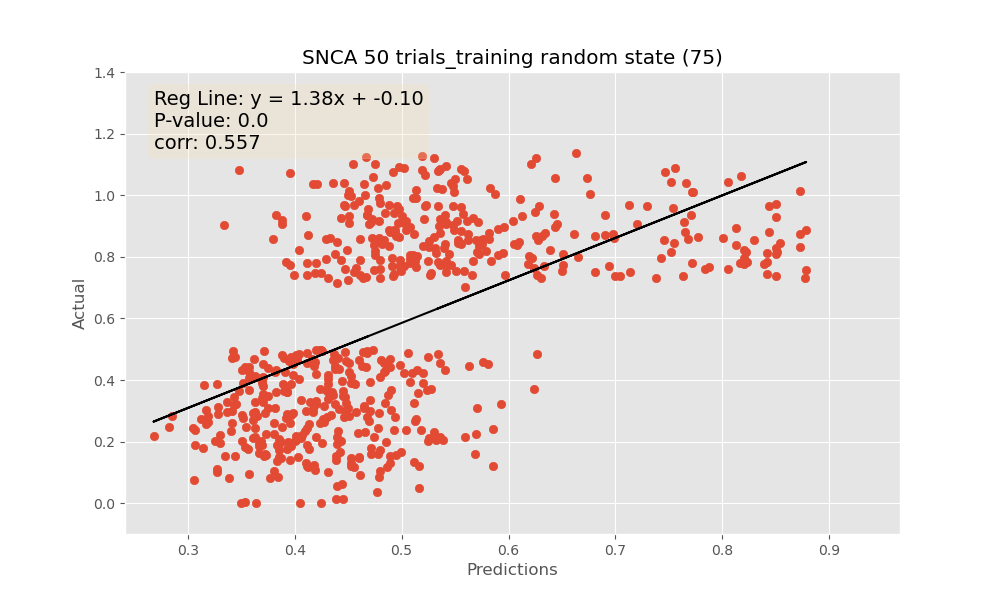 SNCA 50 trials_training random state (75)
Reg Line: y = 1.38x + -0.10
P-value: 0.0
corr: 0.557
Actual
1.4
1.2
1.0
0.8
0.6
0.4
0.2
0.0
0.3 0.4 0.5 0.6 0.7 0.8 0.9
Predictions